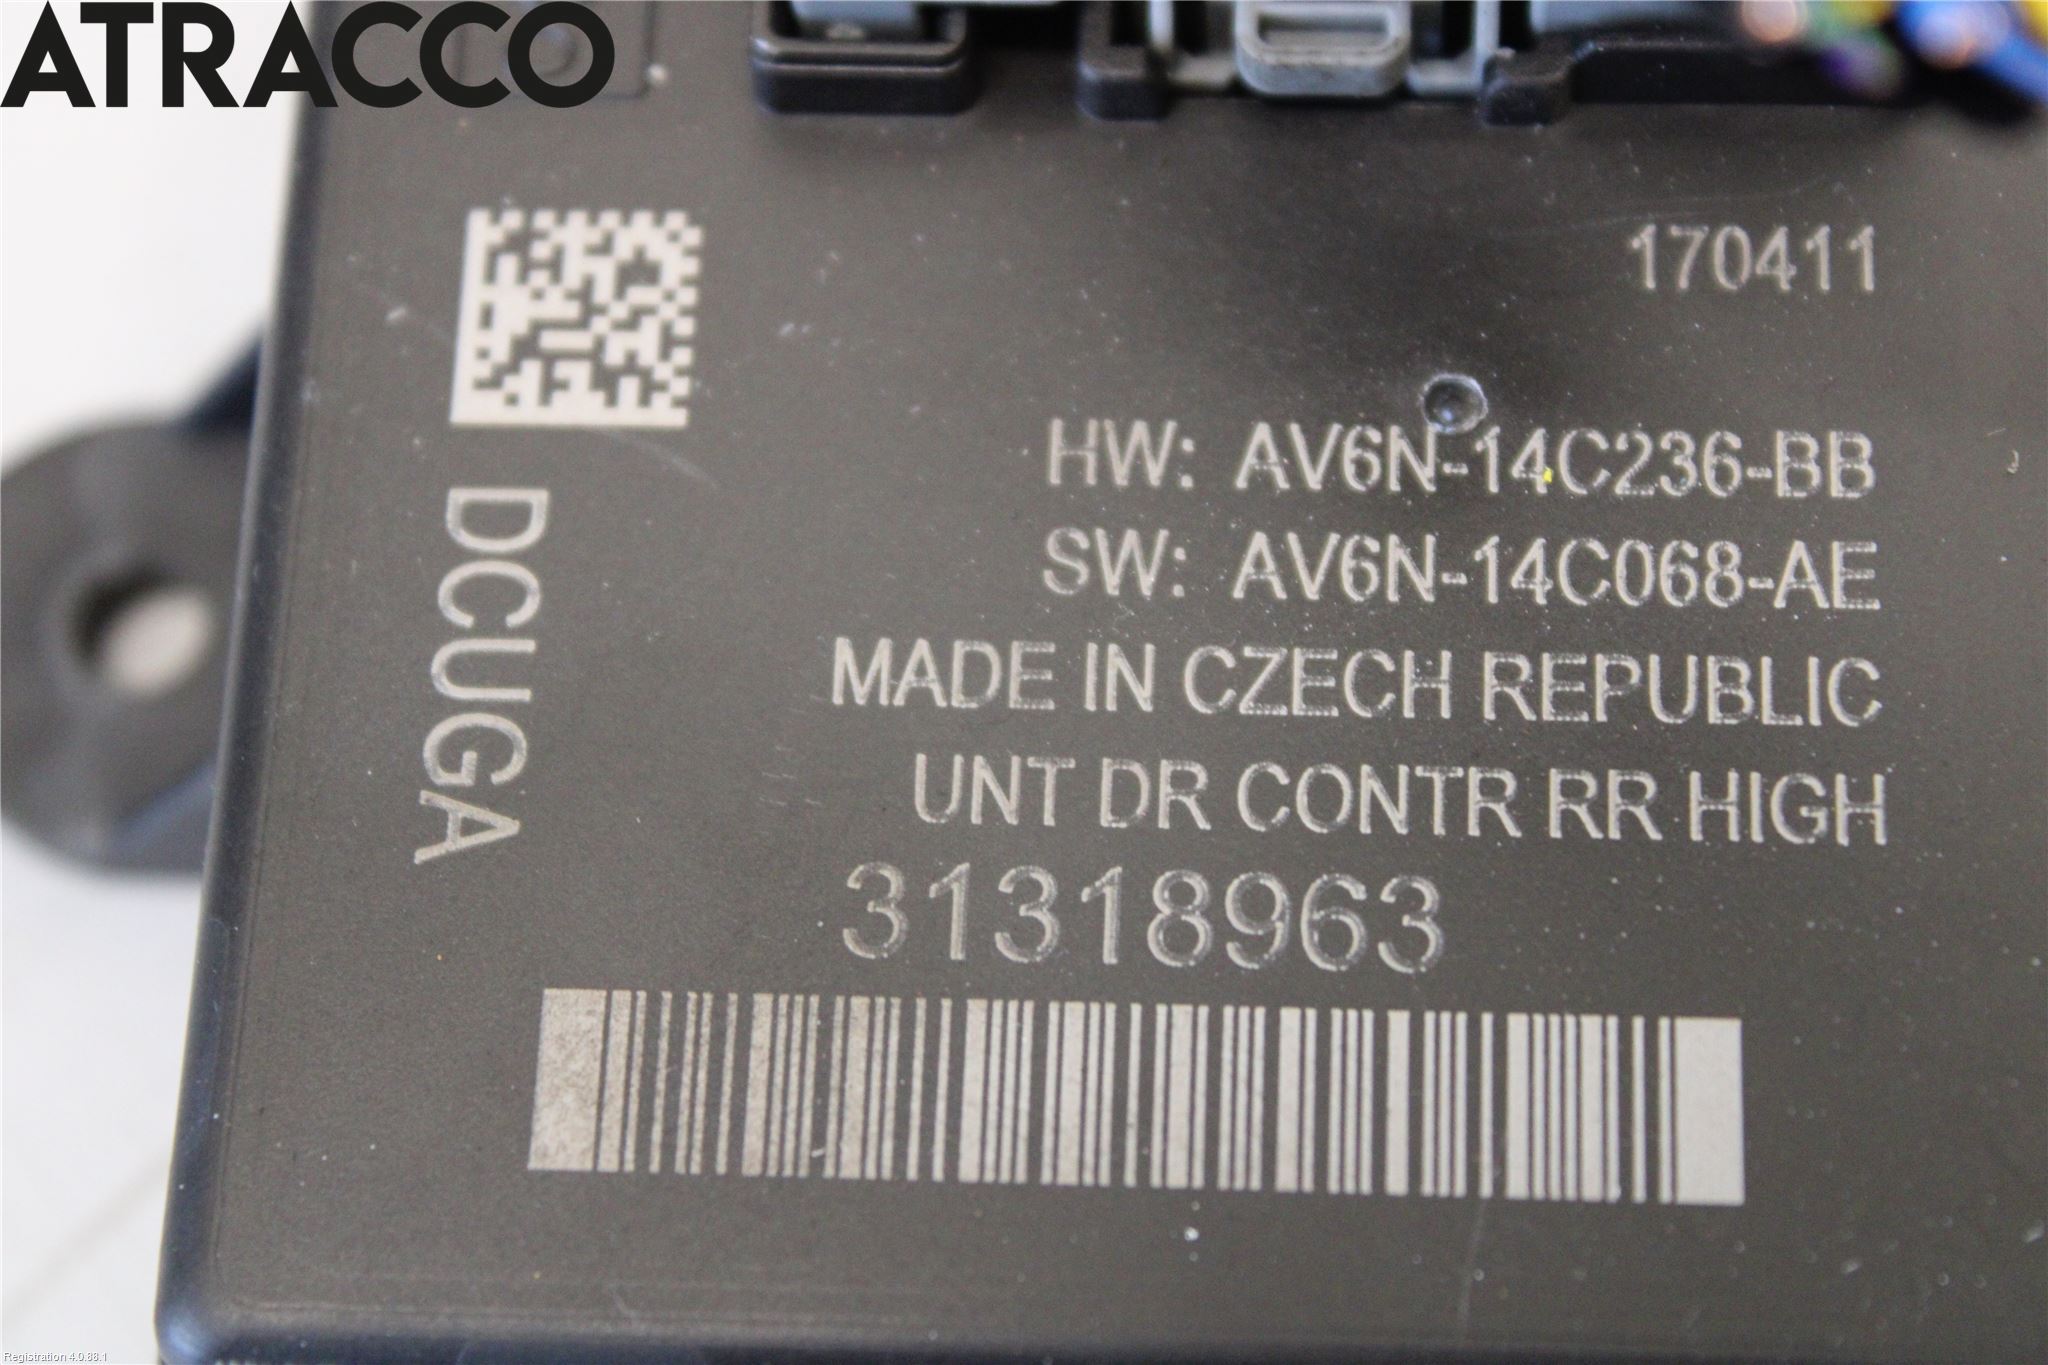 ATRACCO
170411
HW: AV6N-14C236-BB
SW: AV6N-14C068-AE
MADE IN CZECH REPUBLIC
UNT DR CONTR RR HIGH
31318963
DCUGA
Registration 4.0.88.1